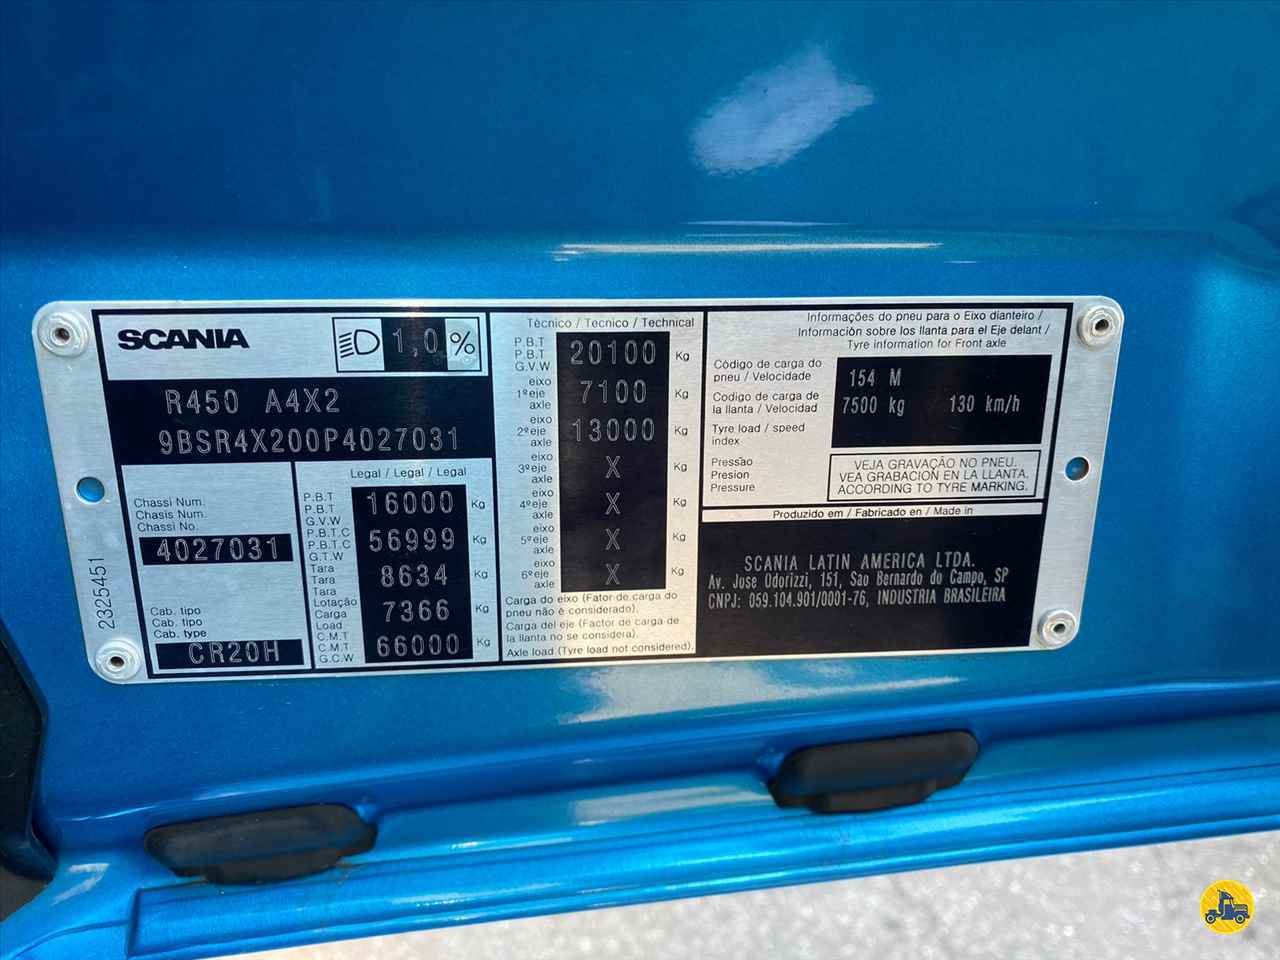 SCANIA
1,0 %
R450 A4X2
9BSR4X200P4027031
Chassi Num.
Chasis Num.
Chassi No.
4027031
Cab. tipo
Cab. tipo
Cab. type
CR20H
2325451
Legal / Legal / Legal
P.B.T
P.B.T
G.V.W
16000 Kg
P.B.T.C
P.B.T.C
G.T.W
56999 Kg
Tara
Tara
Tara
8634 Kg
Lotação
Carga
Load
7366 Kg
C.M.T
C.M.T
G.C.W
66000 Kg
Técnico / Tecnico / Technical
P.B.T
P.B.T
G.V.W
20100 Kg
eixo
1º eje
axle
7100 Kg
eixo
2º eje
axle
13000 Kg
eixo
3º eje
axle
X Kg
eixo
4º eje
axle
X Kg
eixo
5º eje
axle
X Kg
eixo
6º eje
axle
X Kg
Carga do eixo (Fator de carga do
pneu não é considerado).
Carga del eje (Factor de carga de
la llanta no se considera).
Axle load (Tyre load not considered).
Informações do pneu para o Eixo dianteiro /
Información sobre los llanta para el Eje delant /
Tyre information for Front axle
Código de carga do
pneu / Velocidade
Codigo de carga de
la llanta / Velocidad
Tyre load / speed
index
154 M
7500 kg 130 km/h
Pressão
Presion
Pressure
VEJA GRAVAÇÃO NO PNEU.
VEA GRABACIÓN EN LA LLANTA.
ACCORDING TO TYRE MARKING.
Produzido em / Fabricado en / Made in
SCANIA LATIN AMERICA LTDA.
Av. Jose Odorizzi, 151, Sao Bernardo do Campo, SP
CNPJ: 059.104.901/0001-76, INDUSTRIA BRASILEIRA